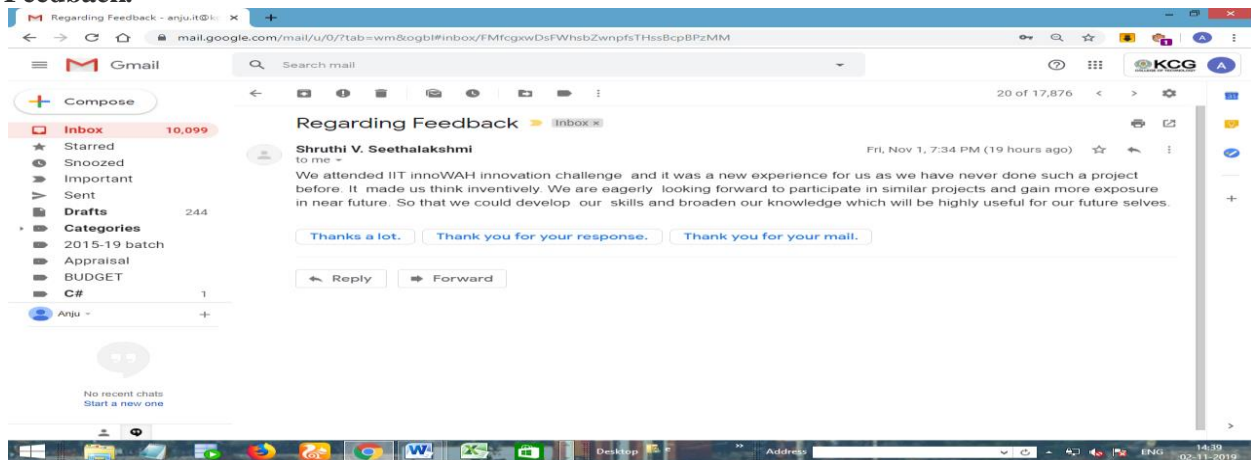 Feedback.
Regarding Feedback - anju.it@k
mail.google.com/mail/u/0/?tab=wm&ogbl#inbox/FMfcgxwDsFWhsbZwnpfsTHssBcpBPzMM
Gmail
Search mail
KCG
A
Compose
20 of 17,876
Inbox 10,099
Starred
Snoozed
Important
Sent
Drafts 244
Categories
2015-19 batch
Appraisal
BUDGET
C# 1
Anju
No recent chats
Start a new one
Regarding Feedback Inbox x
Shruthi V. Seethalakshmi Fri, Nov 1, 7:34 PM (19 hours ago)
to me
We attended IIT innoWAH innovation challenge and it was a new experience for us as we have never done such a project
before. It made us think inventively. We are eagerly looking forward to participate in similar projects and gain more exposure
in near future. So that we could develop our skills and broaden our knowledge which will be highly useful for our future selves.
Thanks a lot. Thank you for your response. Thank you for your mail.
Reply Forward
Desktop Address ENG 14:39
02-11-2019